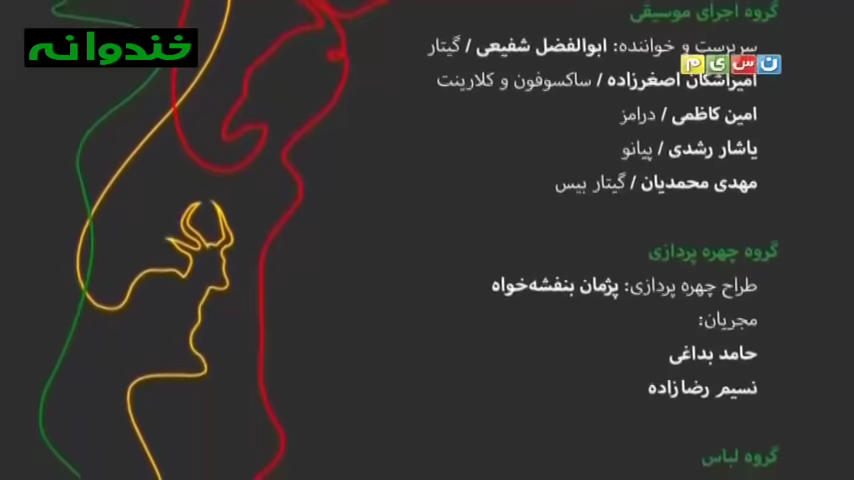 خندوانه
گروه اجرای موسیقی
سرپرست و خواننده: ابوالفضل شفیعی / گیتار
نسیم
امیراشکان اصغرزاده / ساکسوفون و کلارینت
امین کاظمی / درامز
یاشار رشدی / پیانو
مهدی محمدیان / گیتار بیس
گروه چهره پردازی
طراح چهره پردازی: پژمان بنفشه‌خواه
مجریان:
حامد بداغی
نسیم رضازاده
گروه لباس